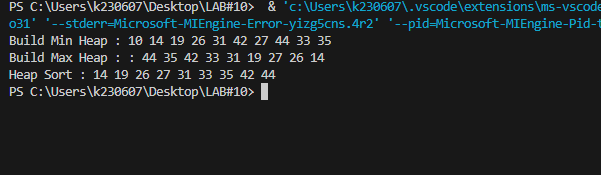 PS C:\Users\k230607\Desktop\LAB#10>  & 'c:\Users\k230607\.vscode\extensions\ms-vscode
o31' '--stderr=Microsoft-MIEngine-Error-yizg5cns.4r2' '--pid=Microsoft-MIEngine-Pid-t
Build Min Heap : 10 14 19 26 31 42 27 44 33 35
Build Max Heap : : 44 35 42 33 31 19 27 26 14
Heap Sort : 14 19 26 27 31 33 35 42 44
PS C:\Users\k230607\Desktop\LAB#10>